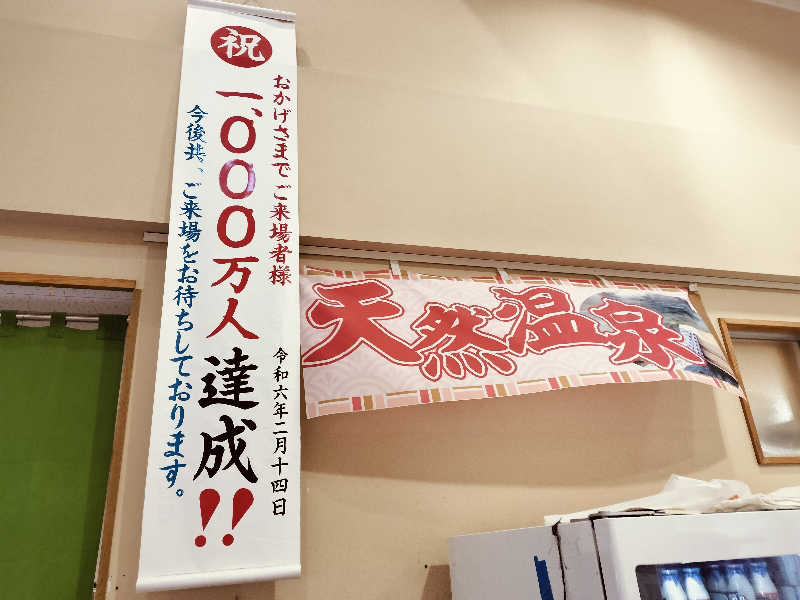 祝
おかげさまでご来場者様
一、000万人達成!!
今後共、ご来場をお待ちしております。
令和六年二月十四日
天然温泉